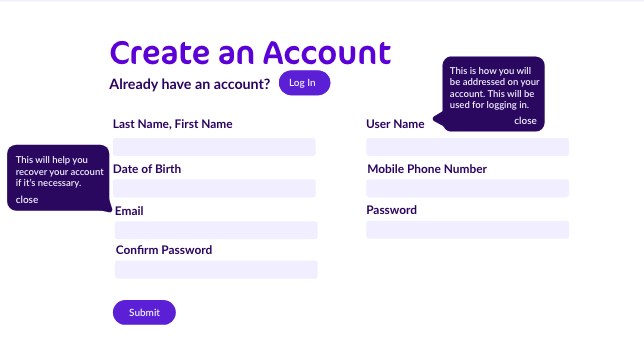 Create an Account
Already have an account?
Log In
This is how you will
be addressed on your
account. This will be
used for logging in.
close
Last Name, First Name
User Name
This will help you
recover your account
if it's necessary.
close
Date of Birth
Mobile Phone Number
Email
Password
Confirm Password
Submit